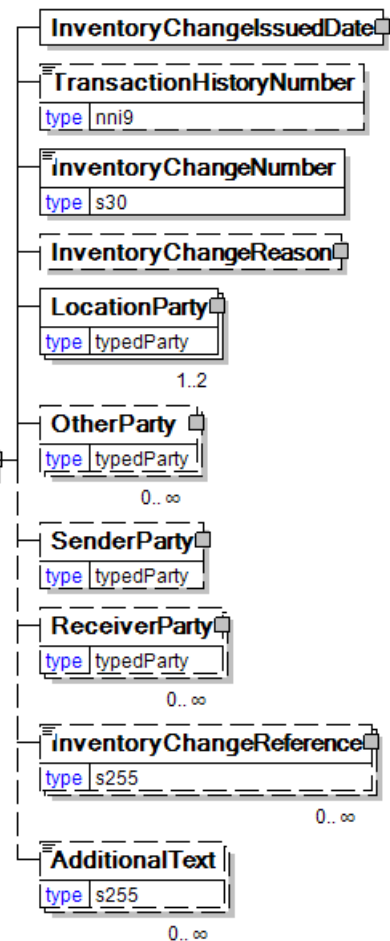 InventoryChangeIssuedDate
TransactionHistoryNumber
type nni9
InventoryChangeNumber
type s30
InventoryChangeReason
LocationParty
type typedParty
1..2
OtherParty
type typedParty
0.. ∞
SenderParty
type typedParty
ReceiverParty
type typedParty
0.. ∞
InventoryChangeReference
type s255
0.. ∞
AdditionalText
type s255
0.. ∞